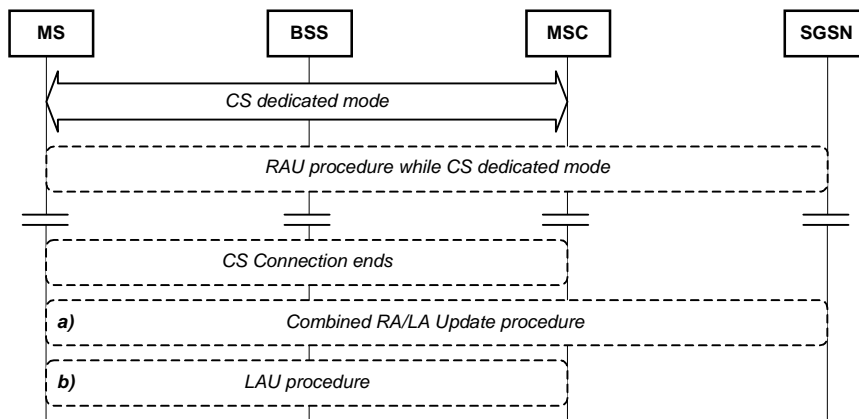 MS BSS MSC SGSN
CS dedicated mode
RAU procedure while CS dedicated mode
CS Connection ends
a) Combined RA/LA Update procedure
b) LAU procedure